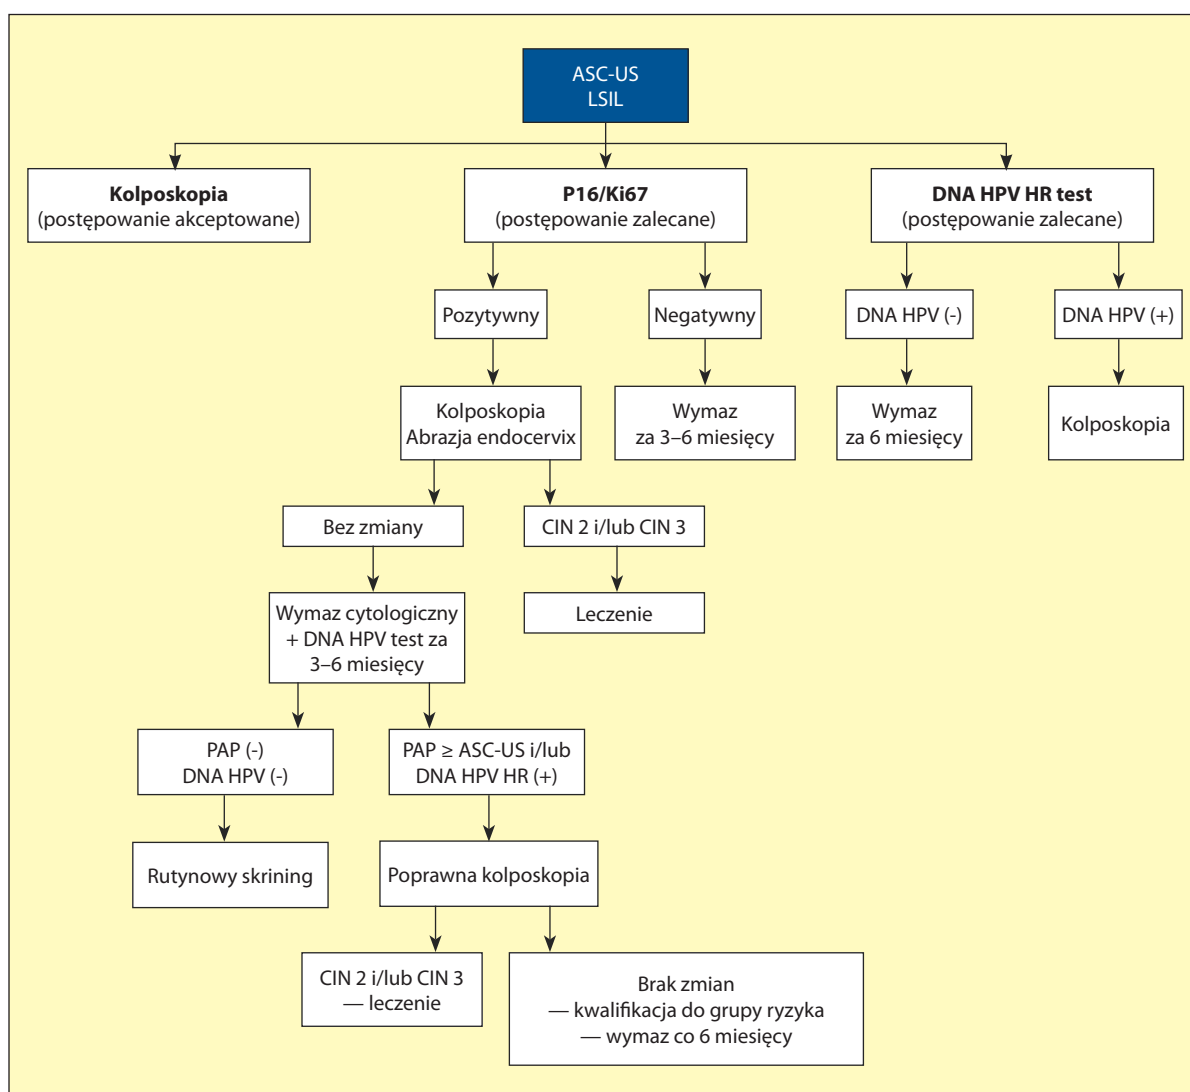 ASC-US
LSIL
Kolposkopia
(postępowanie akceptowane)
P16/Ki67
(postępowanie zalecane)
DNA HPV HR test
(postępowanie zalecane)
Pozytywny
Negatywny
DNA HPV (-)
DNA HPV (+)
Kolposkopia
Abrazja endocervix
Wymaz
za 3–6 miesięcy
Wymaz
za 6 miesięcy
Kolposkopia
Bez zmiany
CIN 2 i/lub CIN 3
Wymaz cytologiczny
+ DNA HPV test za
3–6 miesięcy
Leczenie
PAP (-)
DNA HPV (-)
PAP ≥ ASC-US i/lub
DNA HPV HR (+)
Rutynowy skrining
Poprawna kolposkopia
CIN 2 i/lub CIN 3
— leczenie
Brak zmian
— kwalifikacja do grupy ryzyka
— wymaz co 6 miesięcy